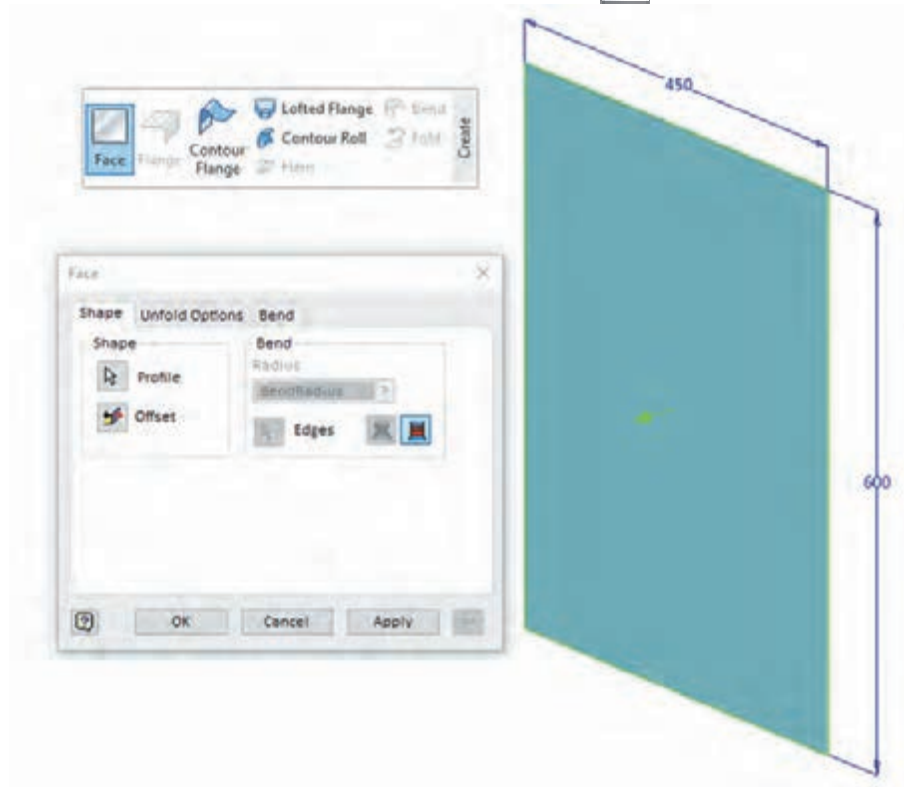 Face
Flange
Contour
Flange
Lofted Flange
Contour Roll
Hem
Bend
Fold
Create
Face
Shape
Unfold Options
Bend
Shape
Profile
Offset
Bend
Radius
BendRadius
Edges
OK
Cancel
Apply
450
600